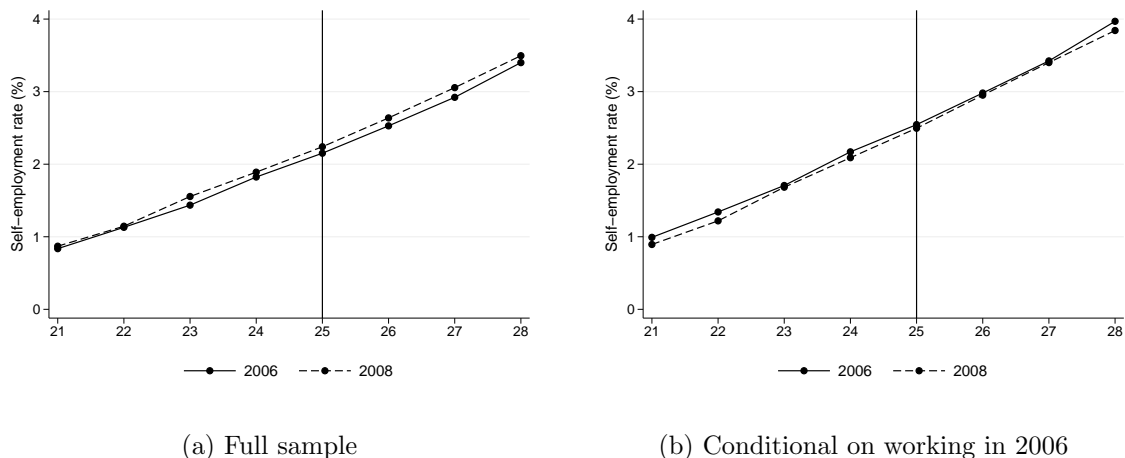 Self−employment rate (%)
4
3
2
1
0
21 22 23 24 25 26 27 28
2006 2008
(a) Full sample
Self−employment rate (%)
4
3
2
1
0
21 22 23 24 25 26 27 28
2006 2008
(b) Conditional on working in 2006